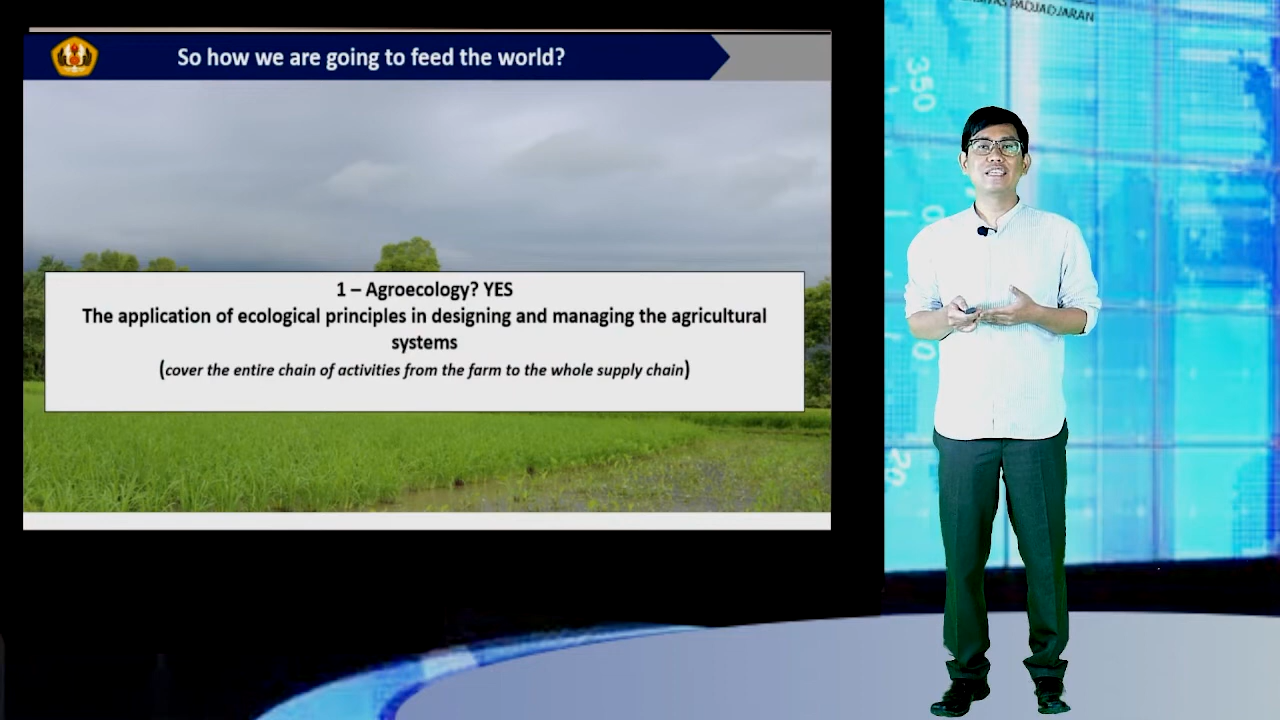 So how we are going to feed the world?
1 – Agroecology? YES
The application of ecological principles in designing and managing the agricultural
systems
(cover the entire chain of activities from the farm to the whole supply chain)
PADJADJARAN
350